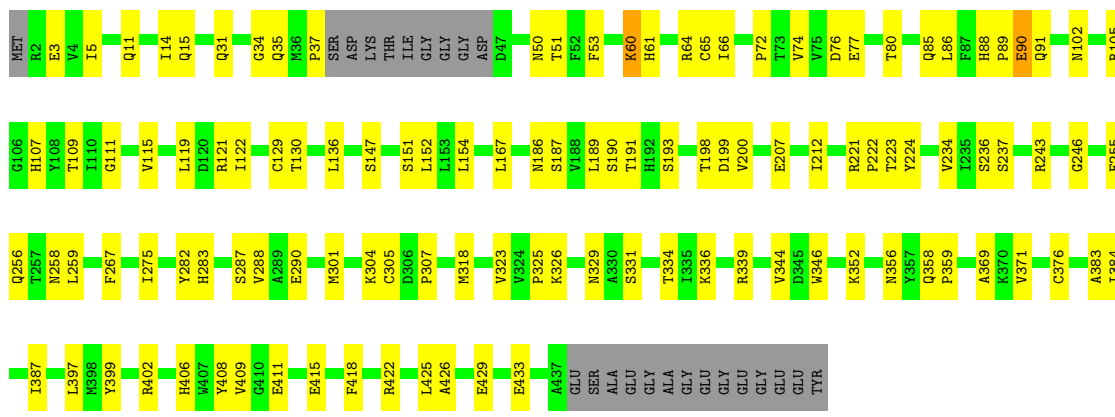 MET R2 E3 V4 I5 Q11 I14 Q15 Q31 G34 Q35 M36 P37 SER ASP LYS THR ILE GLY GLY GLY ASP D47 N50 T51 F52 F53 K60 H61 R64 C65 I66 P72 T73 V74 V75 D76 E77 T80 Q85 L86 F87 H88 P89 E90 Q91 N102 R105
G106 H107 Y108 T109 I110 G111 V115 L119 D120 R121 I122 C129 T130 L136 S147 S151 L152 L153 L154 L167 N186 S187 V188 L189 S190 T191 H192 S193 T198 D199 V200 E207 I212 R221 P222 T223 Y224 V234 I235 S236 S237 R243 G246
Q256 T257 N258 L259 F267 I275 Y282 H283 S287 V288 A289 E290 M301 K304 C305 D306 P307 M318 V323 V324 P325 K326 N329 A330 S331 T334 I335 K336 R339 V344 D345 W346 K352 N356 Y357 Q358 P359 A369 K370 V371 C376 A383
I387 L397 M398 Y399 R402 H406 W407 Y408 V409 G410 E411 E415 F418 R422 L425 A426 E429 E433 A437 GLU SER ALA GLU GLY ALA GLY GLU GLY GLU GLY GLU GLU TYR